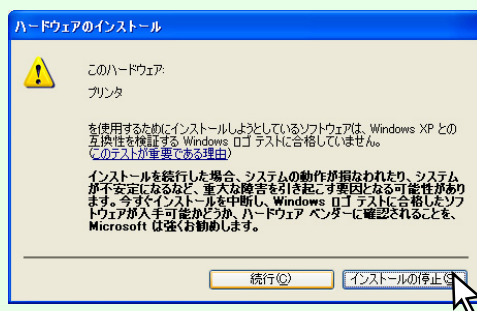 ハードウェアのインストール
このハードウェア:
プリンタ
を使用するためにインストールしようとしているソフトウェアは、Windows XP との
互換性を検証する Windows ロゴ テストに合格していません。
(このテストが重要である理由)
インストールを続行した場合、システムの動作が損なわれたり、システム
が不安定になるなど、重大な障害を引き起こす要因となる可能性があり
ます。今すぐインストールを中断し、Windows ロゴ テストに合格したソフ
トウェアが入手可能かどうか、ハードウェア ベンダーに確認されることを、
Microsoft は強くお勧めします。
続行(C)
インストールの停止(S